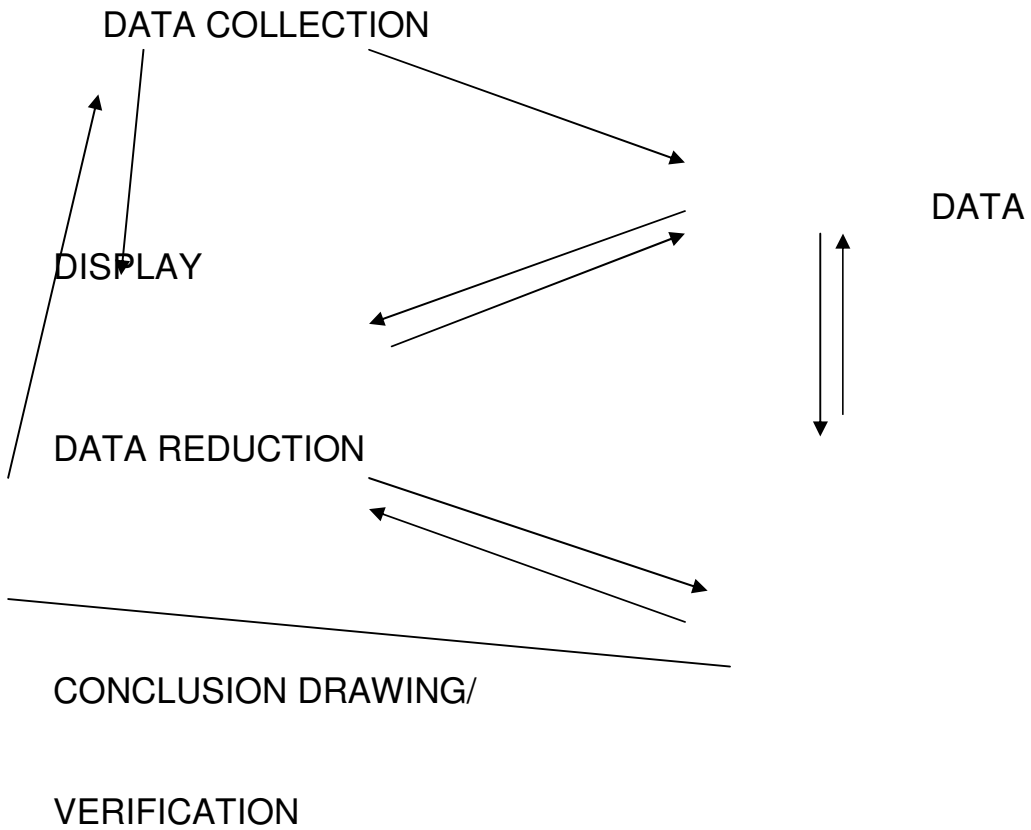 DATA COLLECTION
DATA
DISPLAY
DATA REDUCTION
CONCLUSION DRAWING/
VERIFICATION